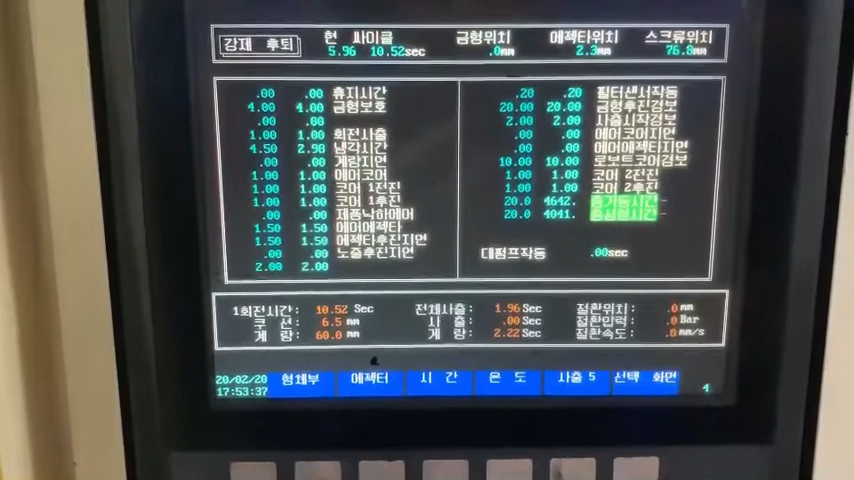 강제 후퇴 현 싸이클 금형위치 에젝타위치 스크류위치
5.96 10.52sec .0mm 2.3mm 76.8mm
.00 .00 휴지시간
4.00 4.00 금형보호
.00 .00
1.00 1.00 회전사출
4.50 2.98 냉각시간
.00 .00 계량지연
1.00 1.00 에어코어
1.00 1.00 코어 1전진
1.00 1.00 코어 1후진
.00 .00 제품낙하에어
1.50 1.50 에어에젝타
1.50 1.50 에젝타후진지연
.00 .00 노즐후진지연
2.00 2.00
.20 .20 필터센서작동
20.00 20.00 금형후진경보
2.00 2.00 사출시작경보
.00 .00 에어코어지연
.00 .00 에어에젝타지연
10.00 10.00 로보트코어경보
1.00 1.00 코어 2전진
1.00 1.00 코어 2후진
20.0 4642. 총가동시간
20.0 4041. 총성형시간
대펌프작동 .00sec
1회전시간: 10.52 Sec 전체사출: 1.96 Sec 절환위치: .0 mm
쿠 션: 6.5 mm 사 출: .00 Sec 절환압력: .0 Bar
계 량: 60.0 mm 계 량: 2.22 Sec 절환속도: .0 mm/s
20/02/20 형체부 에젝터 시 간 온 도 사출 5 선택 화면
17:53:37 4